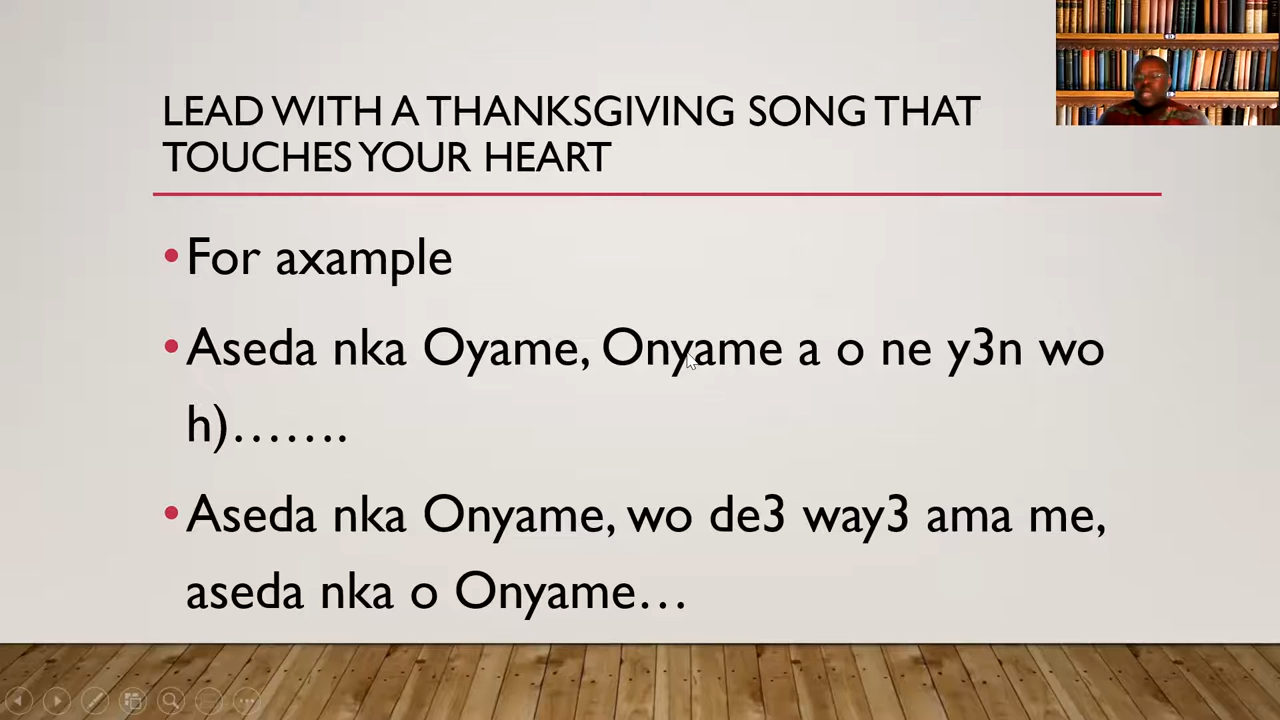 LEAD WITH A THANKSGIVING SONG THAT
TOUCHES YOUR HEART
•For axample
•Aseda nka Oyame, Onyame a o ne y3n wo
h)…….
•Aseda nka Onyame, wo de3 way3 ama me,
aseda nka o Onyame…